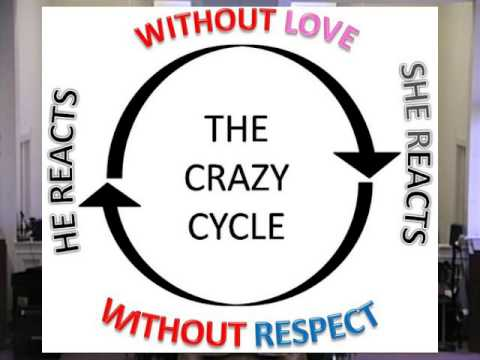 WITHOUT LOVE
SHE REACTS
THE
CRAZY
CYCLE
HE REACTS
WITHOUT RESPECT